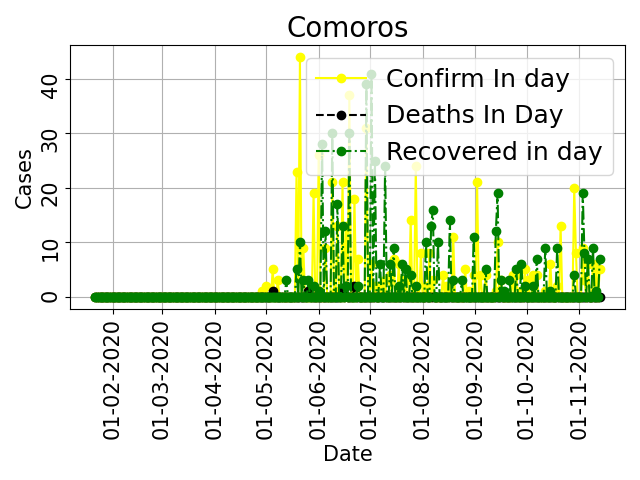 Comoros
Confirm In day
Deaths In Day
Recovered in day
Cases
40
30
20
10
0
01-02-2020
01-03-2020
01-04-2020
01-05-2020
01-06-2020
01-07-2020
01-08-2020
01-09-2020
01-10-2020
01-11-2020
Date